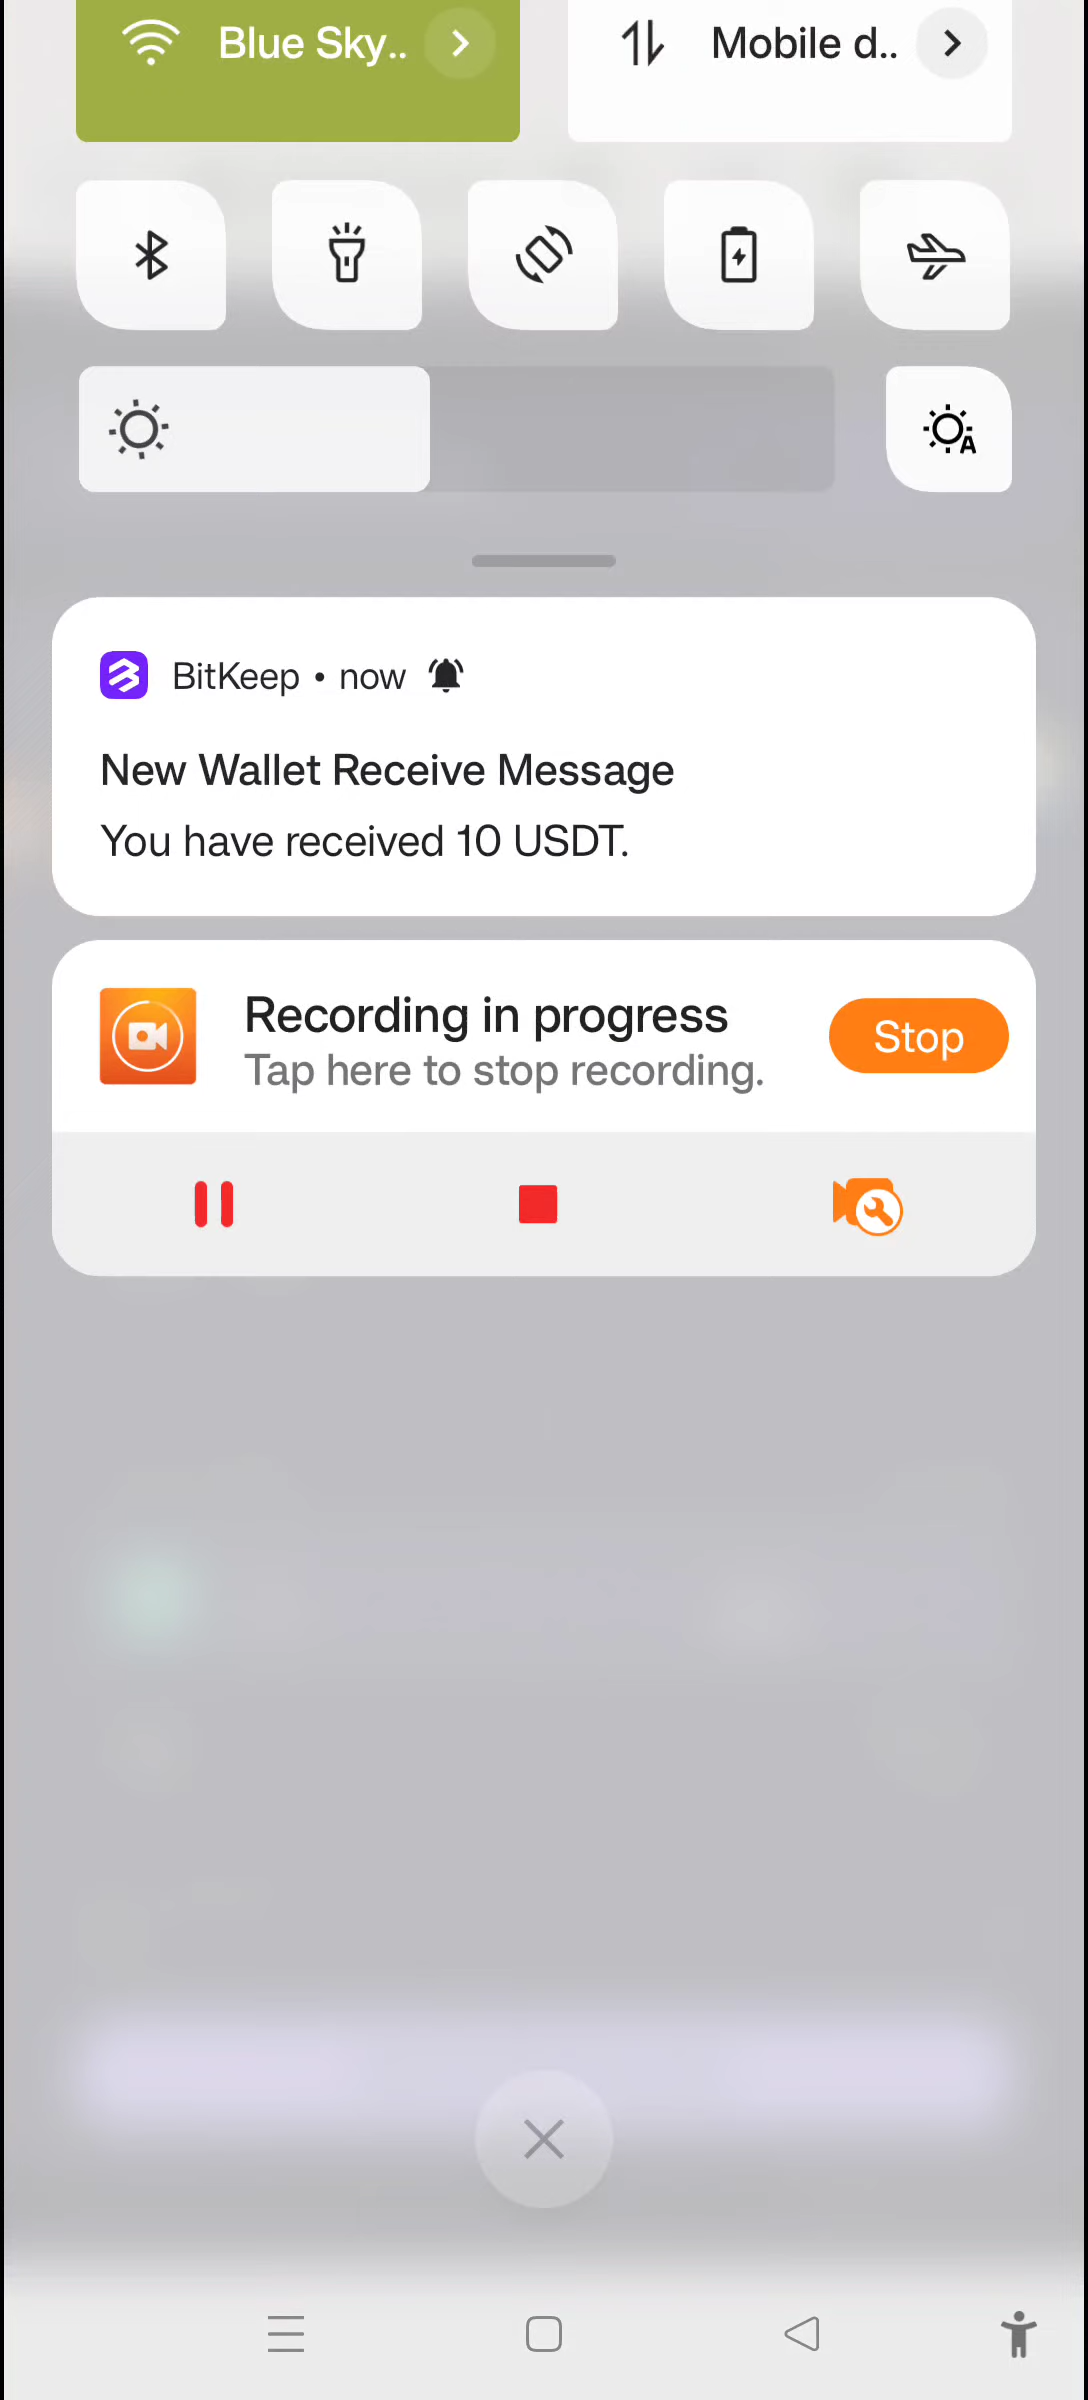 Blue Sky..
Mobile d..
A
BitKeep • now
New Wallet Receive Message
You have received 10 USDT.
Recording in progress
Tap here to stop recording.
Stop